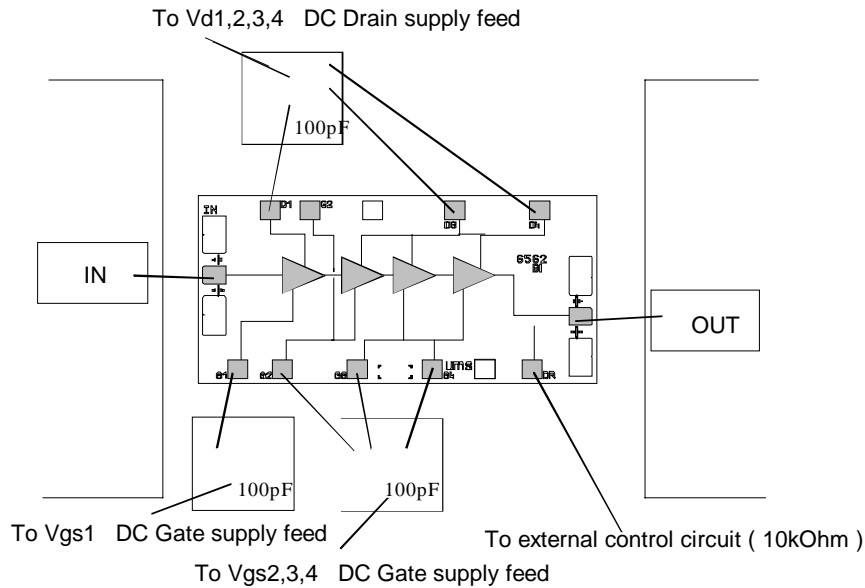 To Vd1,2,3,4 DC Drain supply feed
100pF
IN
D1
G2
D3
D4
6562
IN
OUT
G1
G2
G3
Ums
G4
DR
100pF
100pF
To Vgs1 DC Gate supply feed
To external control circuit ( 10kOhm )
To Vgs2,3,4 DC Gate supply feed